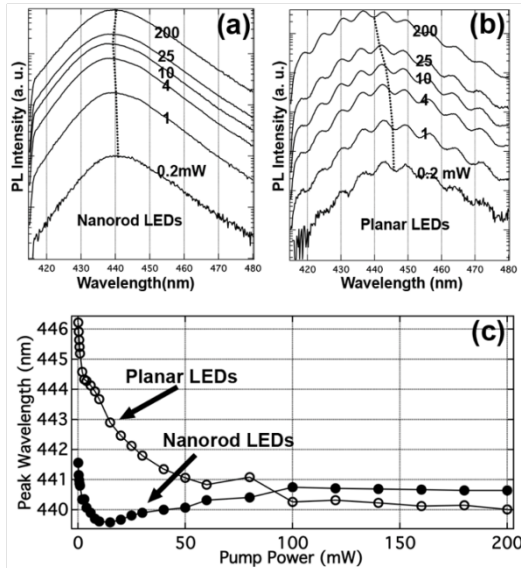 (a)
200
25
10
4
1
0.2mW
Nanorod LEDs
PL Intensity (a. u.)
420 430 440 450 460 470 480
Wavelength(nm)
(b)
200
25
10
4
1
0.2 mW
Planar LEDs
PL Intensity (a. u.)
420 430 440 450 460 470 480
Wavelength (nm)
(c)
446
445
444
443
442
441
440
Peak Wavelength (nm)
Planar LEDs
Nanorod LEDs
0 50 100 150 200
Pump Power (mW)